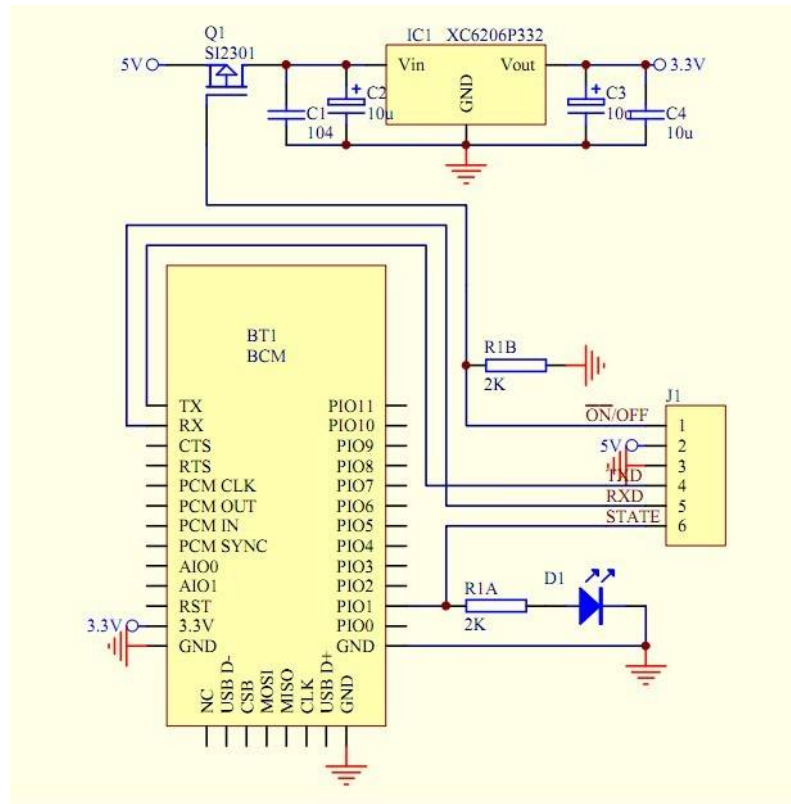 Q1
SI2301
5V
IC1 XC6206P332
Vin
Vout
GND
3.3V
+
C1
104
C2
10u
+
C3
10u
C4
10u
BT1
BCM
R1B
2K
J1
ON/OFF
1
5V
2
3
TXD
4
RXD
5
STATE
6
TX
RX
CTS
RTS
PCM CLK
PCM OUT
PCM IN
PCM SYNC
AIO0
AIO1
RST
3.3V
3.3V
GND
PIO11
PIO10
PIO9
PIO8
PIO7
PIO6
PIO5
PIO4
PIO3
PIO2
PIO1
PIO0
GND
R1A
2K
D1
NC
USB D-
CSB
MOSI
MISO
CLK
USB D+
GND